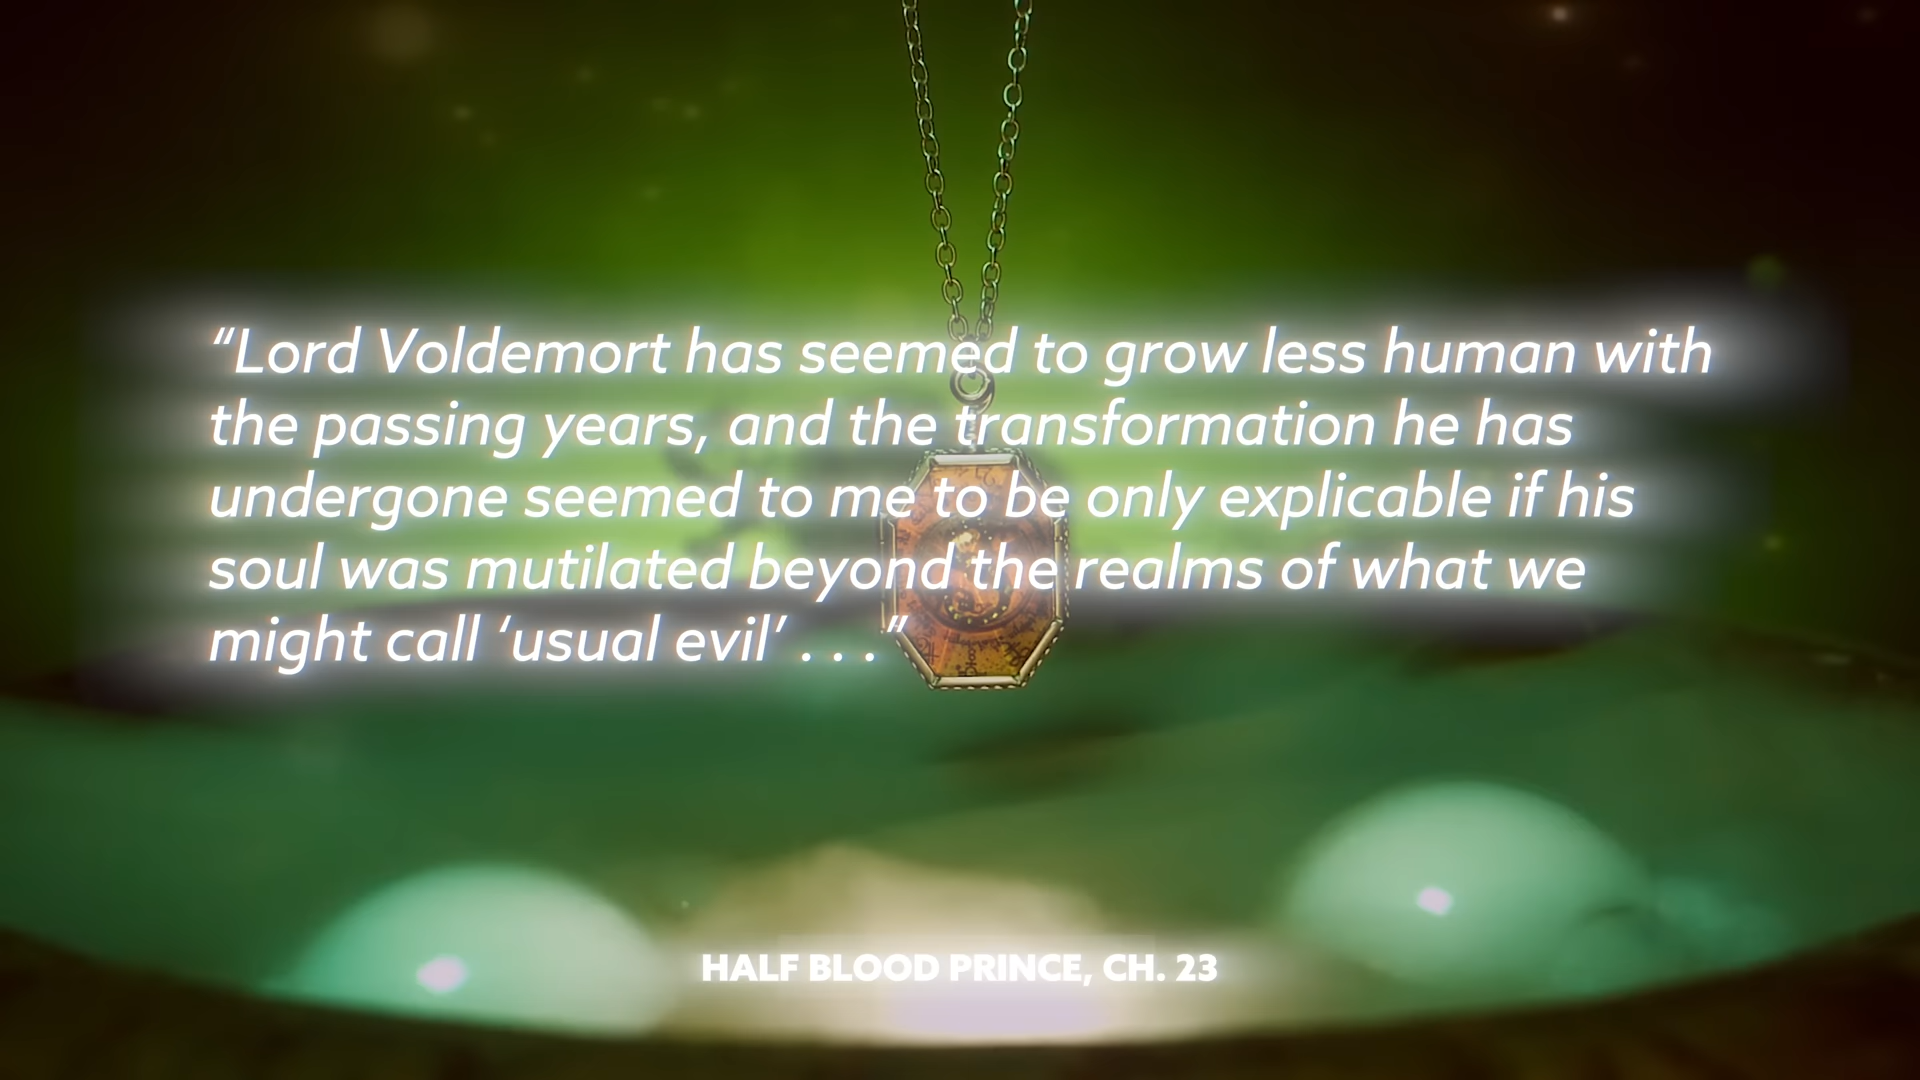 “Lord Voldemort has seemed to grow less human with
the passing years, and the transformation he has
undergone seemed to me to be only explicable if his
soul was mutilated beyond the realms of what we
might call ‘usual evil’ . . .”
HALF BLOOD PRINCE, CH. 23